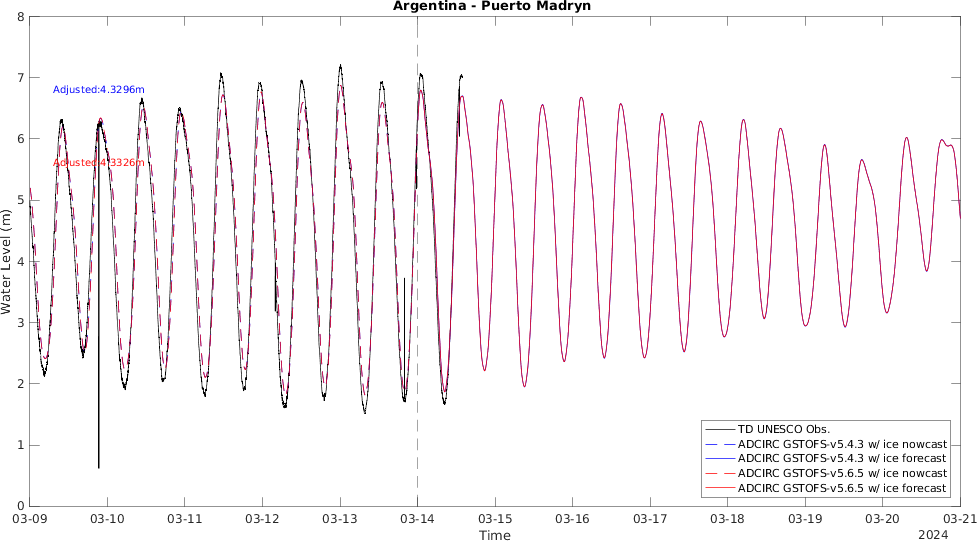 Argentina - Puerto Madryn
8
7
6
5
4
3
2
1
0
Water Level (m)
Adjusted:4.3296m
Adjusted:4.3326m
TD UNESCO Obs.
ADCIRC GSTOFS-v5.4.3 w/ ice nowcast
ADCIRC GSTOFS-v5.4.3 w/ ice forecast
ADCIRC GSTOFS-v5.6.5 w/ ice nowcast
ADCIRC GSTOFS-v5.6.5 w/ ice forecast
03-09 03-10 03-11 03-12 03-13 03-14 03-15 03-16 03-17 03-18 03-19 03-20 03-21
Time
2024